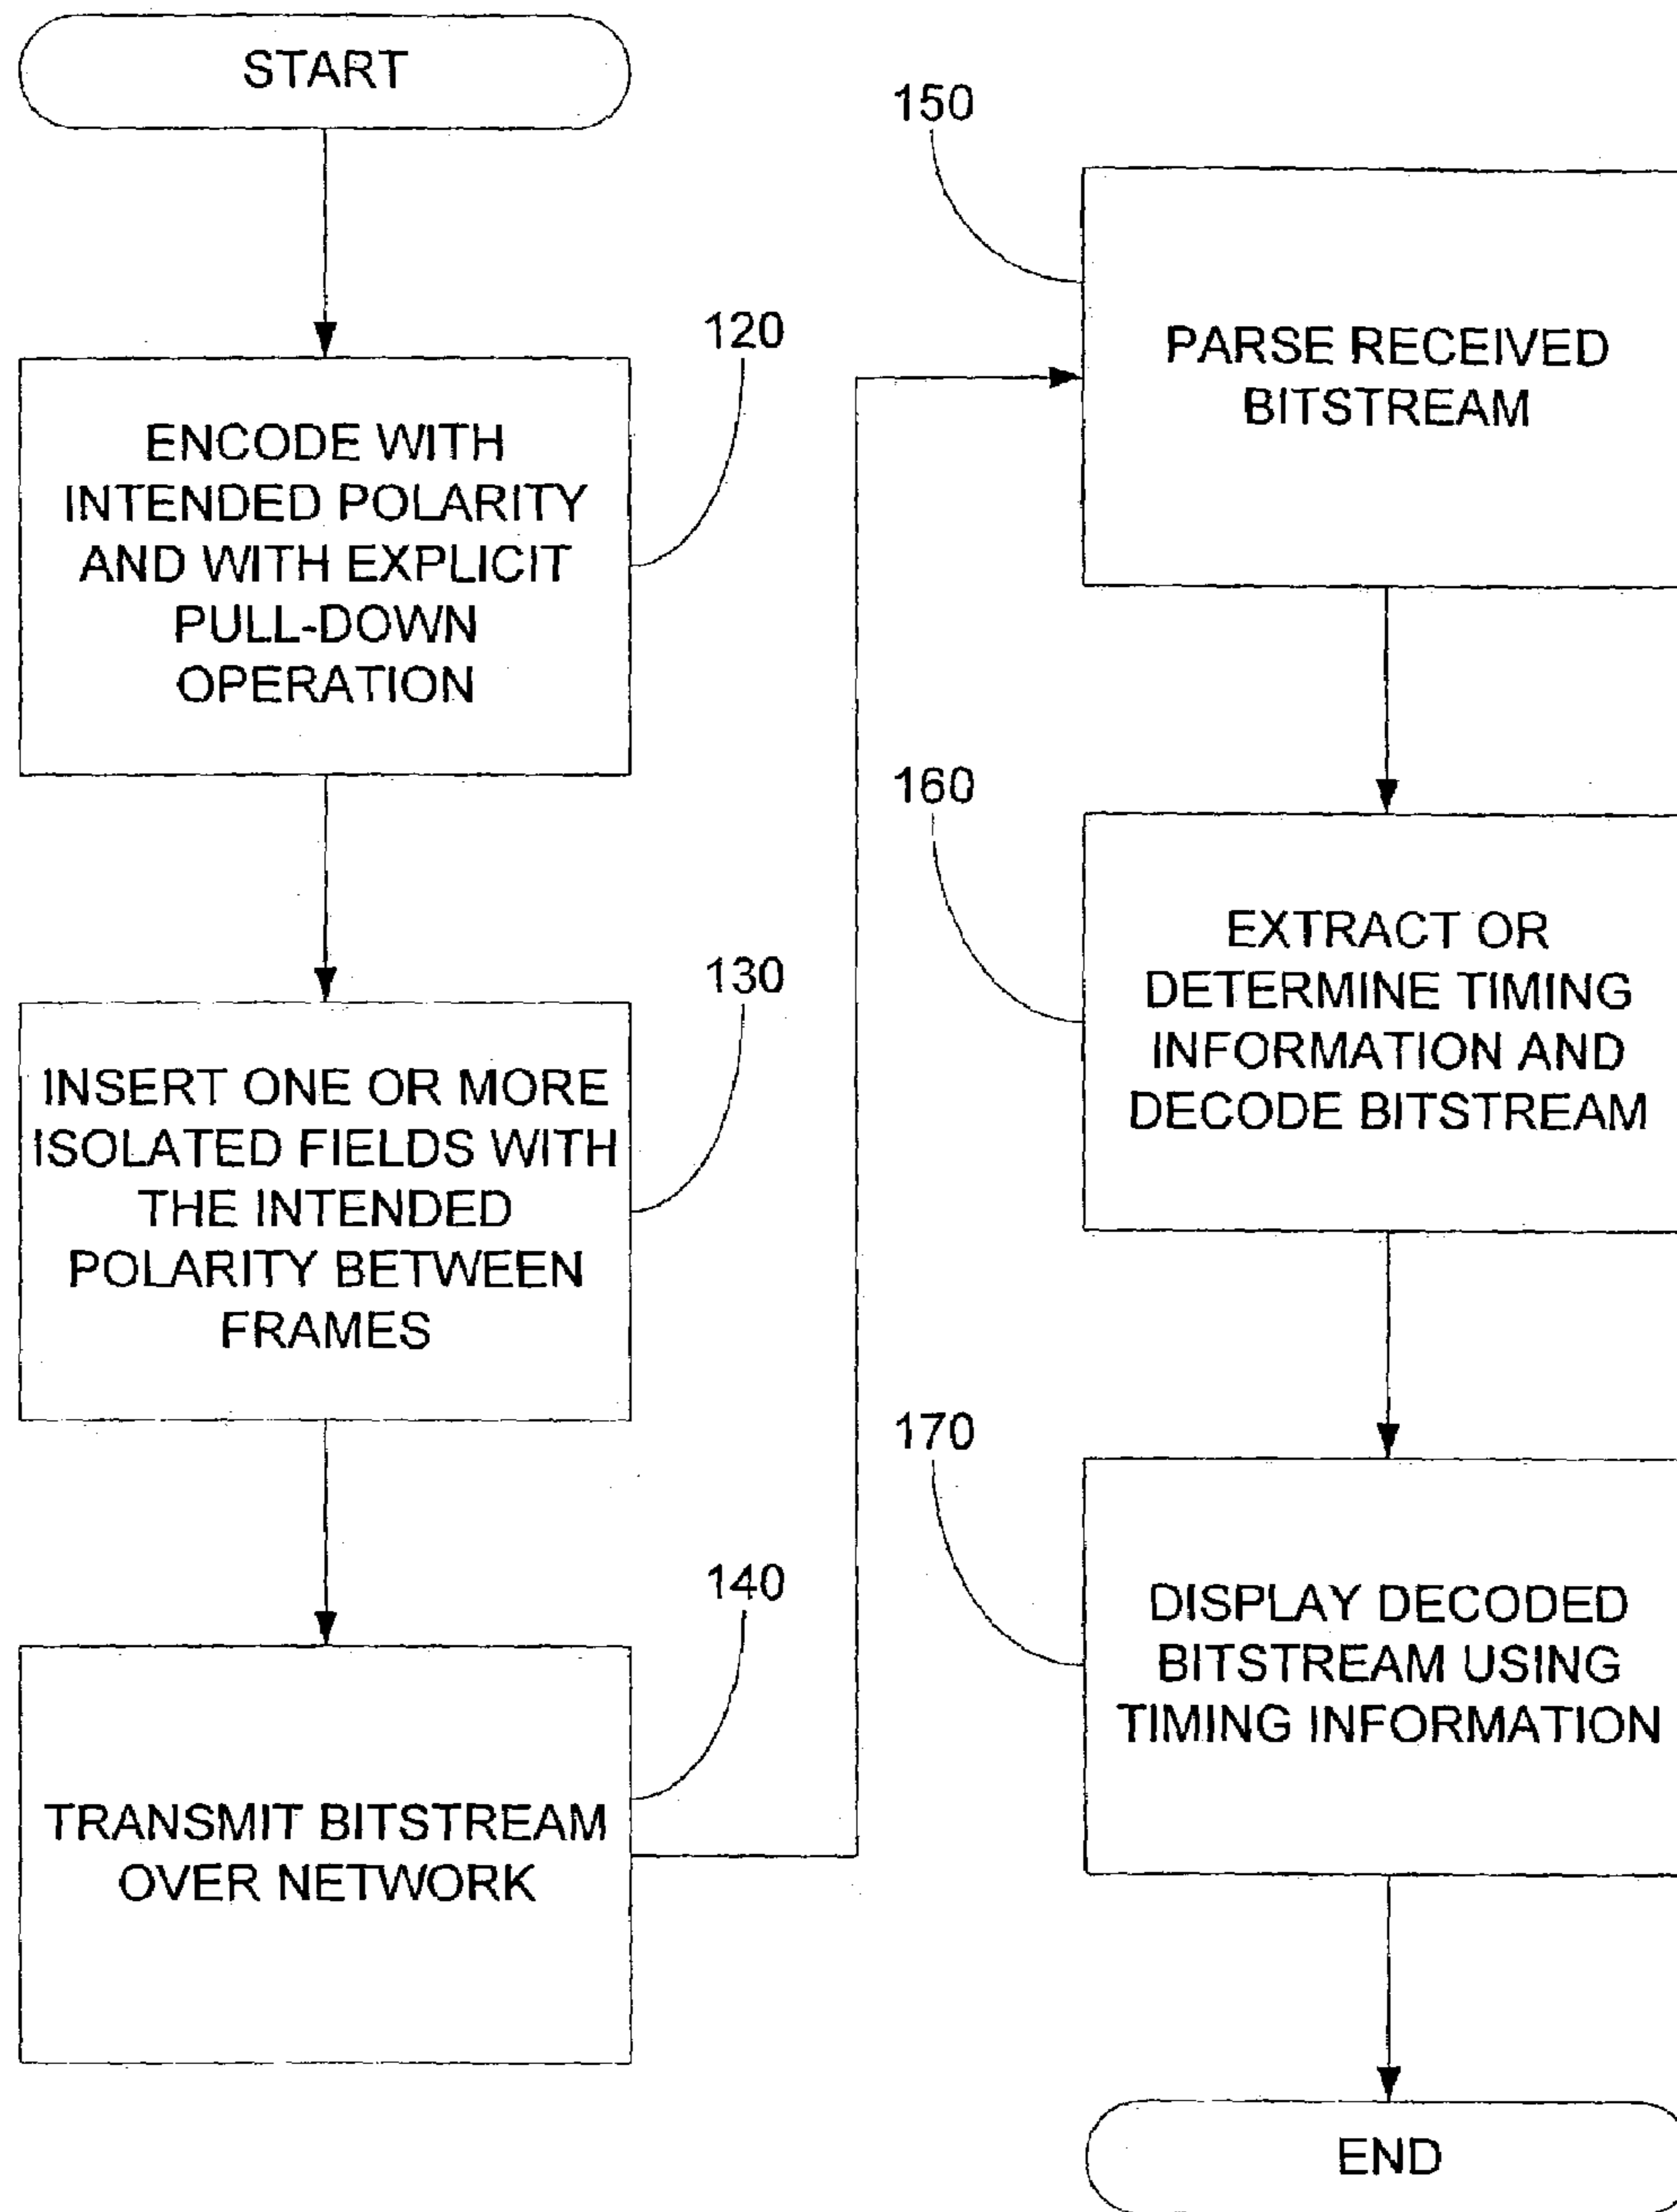 START
120
ENCODE WITH
INTENDED POLARITY
AND WITH EXPLICIT
PULL-DOWN
OPERATION
130
INSERT ONE OR MORE
ISOLATED FIELDS WITH
THE INTENDED
POLARITY BETWEEN
FRAMES
140
TRANSMIT BITSTREAM
OVER NETWORK
150
PARSE RECEIVED
BITSTREAM
160
EXTRACT OR
DETERMINE TIMING
INFORMATION AND
DECODE BITSTREAM
170
DISPLAY DECODED
BITSTREAM USING
TIMING INFORMATION
END